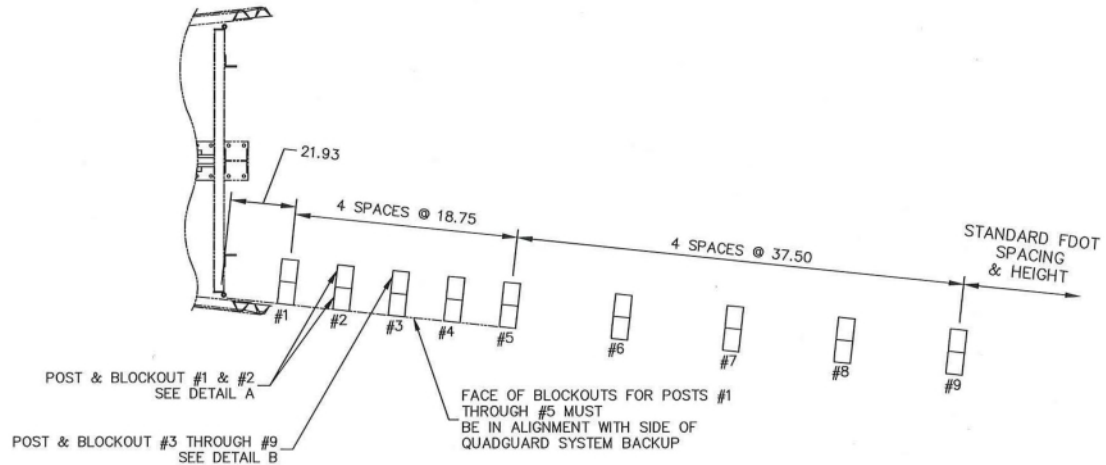 21.93
4 SPACES @ 18.75
4 SPACES @ 37.50
STANDARD FDOT
SPACING
& HEIGHT
#1
#2
#3
#4
#5
#6
#7
#8
#9
POST & BLOCKOUT #1 & #2
SEE DETAIL A
POST & BLOCKOUT #3 THROUGH #9
SEE DETAIL B
FACE OF BLOCKOUTS FOR POSTS #1
THROUGH #5 MUST
BE IN ALIGNMENT WITH SIDE OF
QUADGUARD SYSTEM BACKUP